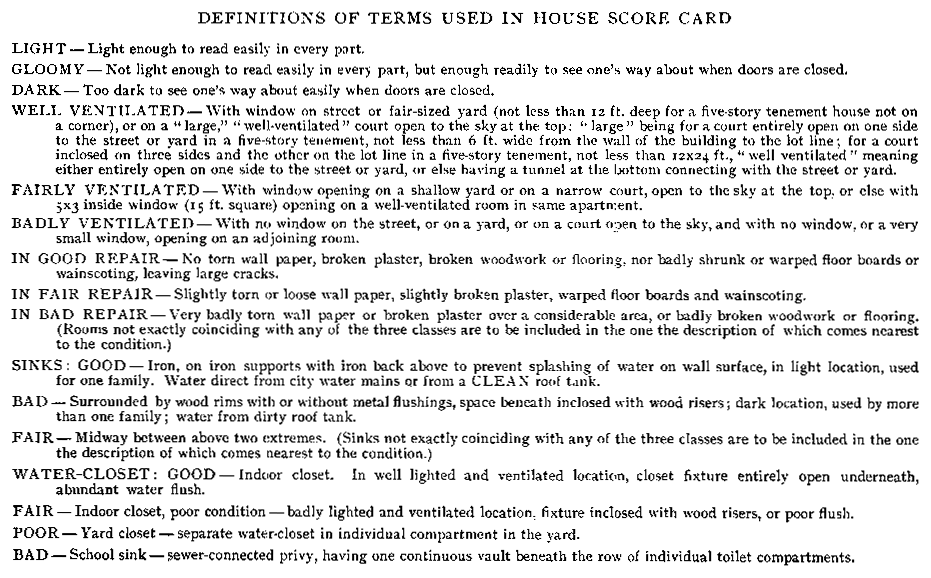 DEFINITIONS OF TERMS USED IN HOUSE SCORE CARD
LIGHT — Light enough to read easily in every part.
GLOOMY — Not light enough to read easily in every part, but enough readily to see one's way about when doors are closed.
DARK — Too dark to see one's way about easily when doors are closed.
WELL VENTILATED — With window on street or fair-sized yard (not less than 12 ft. deep for a five-story tenement house not on
a corner), or on a "large," "well-ventilated" court open to the sky at the top: "large" being for a court entirely open on one side
to the street or yard in a five-story tenement, not less than 6 ft. wide from the wall of the building to the lot line; for a court
inclosed on three sides and the other on the lot line in a five-story tenement, not less than 12x24 ft., "well ventilated" meaning
either entirely open on one side to the street or yard, or else having a tunnel at the bottom connecting with the street or yard.
FAIRLY VENTILATED — With window opening on a shallow yard or on a narrow court, open to the sky at the top, or else with
5x3 inside window (15 ft. square) opening on a well-ventilated room in same apartment.
BADLY VENTILATED — With no window on the street, or on a yard, or on a court open to the sky, and with no window, or a very
small window, opening on an adjoining room.
IN GOOD REPAIR — No torn wall paper, broken plaster, broken woodwork or flooring, nor badly shrunk or warped floor boards or
wainscoting, leaving large cracks.
IN FAIR REPAIR — Slightly torn or loose wall paper, slightly broken plaster, warped floor boards and wainscoting.
IN BAD REPAIR — Very badly torn wall paper or broken plaster over a considerable area, or badly broken woodwork or flooring.
(Rooms not exactly coinciding with any of the three classes are to be included in the one the description of which comes nearest
to the condition.)
SINKS: GOOD — Iron, on iron supports with iron back above to prevent splashing of water on wall surface, in light location, used
for one family. Water direct from city water mains or from a CLEAN roof tank.
BAD — Surrounded by wood rims with or without metal flushings, space beneath inclosed with wood risers; dark location, used by more
than one family; water from dirty roof tank.
FAIR — Midway between above two extremes. (Sinks not exactly coinciding with any of the three classes are to be included in the one
the description of which comes nearest to the condition.)
WATER-CLOSET: GOOD — Indoor closet. In well lighted and ventilated location, closet fixture entirely open underneath,
abundant water flush.
FAIR — Indoor closet, poor condition — badly lighted and ventilated location, fixture inclosed with wood risers, or poor flush.
POOR — Yard closet — separate water-closet in individual compartment in the yard.
BAD — School sink — sewer-connected privy, having one continuous vault beneath the row of individual toilet compartments.